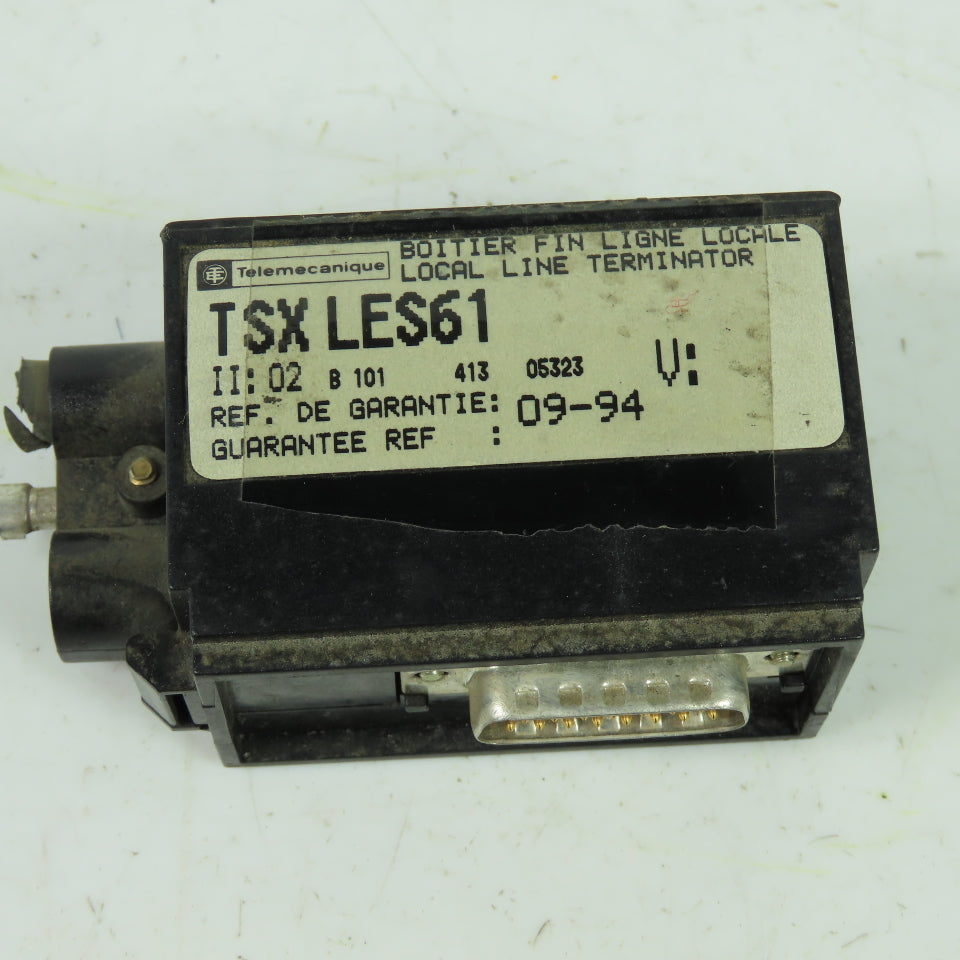 Telemecanique
BOITIER FIN LIGNE LOCALE
LOCAL LINE TERMINATOR
TSX LES61
II: 02 B 101 413 05323 V:
REF. DE GARANTIE: 09-94
GUARANTEE REF :